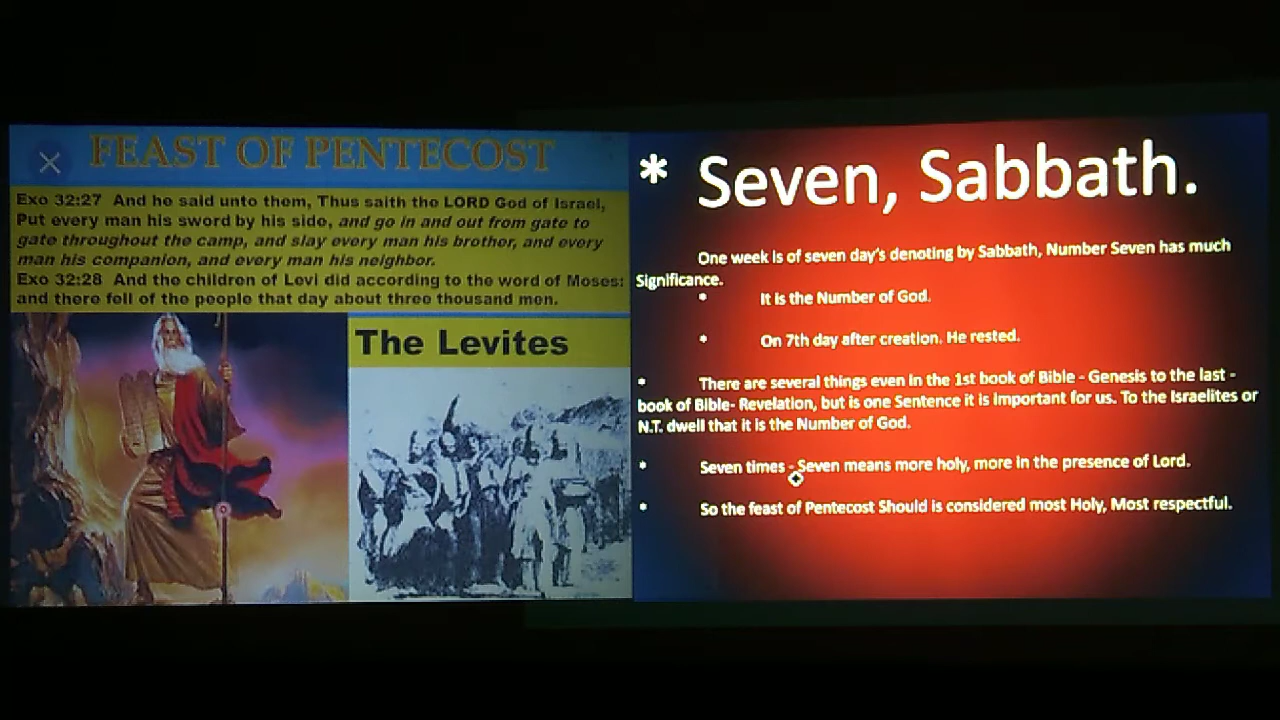 FEAST OF PENTECOST
Exo 32:27 And he said unto them, Thus saith the LORD God of Israel,
Put every man his sword by his side, and go in and out from gate to
gate throughout the camp, and slay every man his brother, and every
man his companion, and every man his neighbor.
Exo 32:28 And the children of Levi did according to the word of Moses:
and there fell of the people that day about three thousand men.
The Levites
* Seven, Sabbath.
One week is of seven day's denoting by Sabbath, Number Seven has much
Significance.
* It is the Number of God.
* On 7th day after creation. He rested.
* There are several things even in the 1st book of Bible - Genesis to the last -
book of Bible- Revelation, but is one Sentence it is important for us. To the Israelites or
N.T. dwell that it is the Number of God.
* Seven times - Seven means more holy, more in the presence of Lord.
* So the feast of Pentecost Should is considered most Holy, Most respectful.